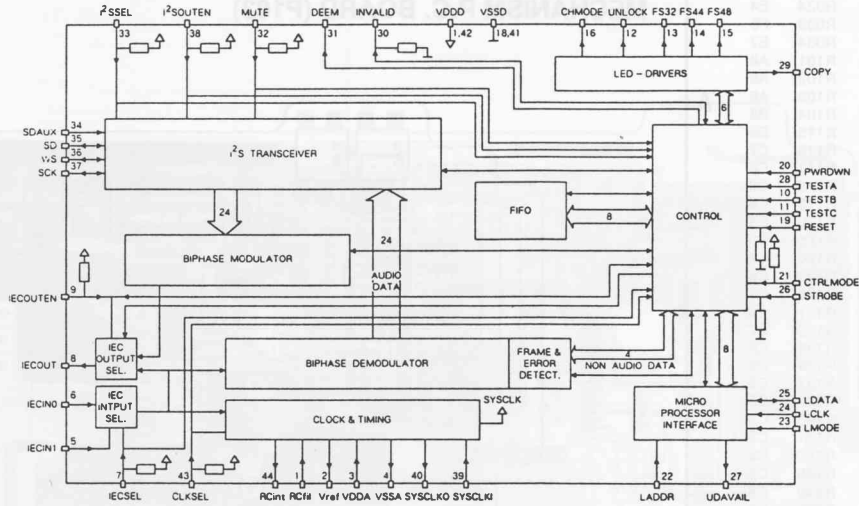 I²SSEL I²SOUTEN MUTE DEEM INVALID VDDD VSSD CHMODE UNLOCK FS32 FS44 FS48
33 38 32 31 30 1,42 18,41 16 12 13 14 15
LED-DRIVERS
29 COPY
6
SDAUX 34
SD 35
WS 36
SCK 37
I²S TRANSCEIVER
FIFO
8
CONTROL
20 PWRDWN
28 TESTA
10 TESTB
11 TESTC
19 RESET
24
BIPHASE MODULATOR
24
AUDIO
DATA
21 CTRLMODE
26 STROBE
IECOUTEN 9
IECOUT 8
IEC
OUTPUT
SEL.
BIPHASE DEMODULATOR
FRAME &
ERROR
DETECT.
4
NON AUDIO DATA
8
IECIN0 6
IECIN1 5
IEC
INTPUT
SEL.
CLOCK & TIMING
SYSCLK
MICRO
PROCESSOR
INTERFACE
25 LDATA
24 LCLK
23 LMODE
7 43 44 1 2 3 4 40 39 22 27
IECSEL CLKSEL RCint RCfil Vref VDDA VSSA SYSCLKO SYSCLKI LADDR UDAVAIL